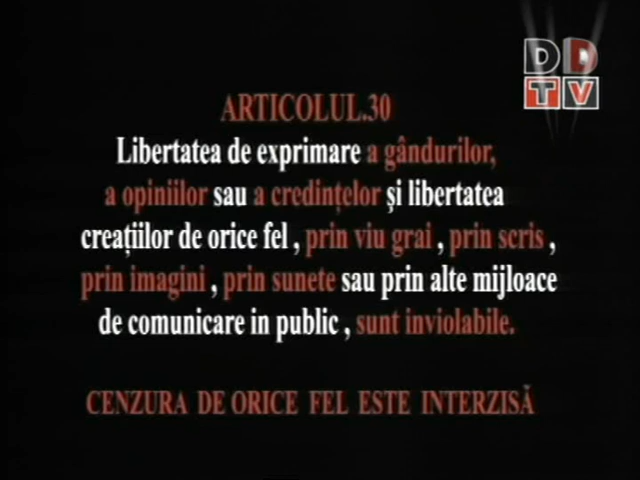 DD
TV
ARTICOLUL.30
Libertatea de exprimare a gândurilor,
a opiniilor sau a credințelor și libertatea
creațiilor de orice fel , prin viu grai , prin scris ,
prin imagini , prin sunete sau prin alte mijloace
de comunicare in public , sunt inviolabile.
CENZURA DE ORICE FEL ESTE INTERZISĂ